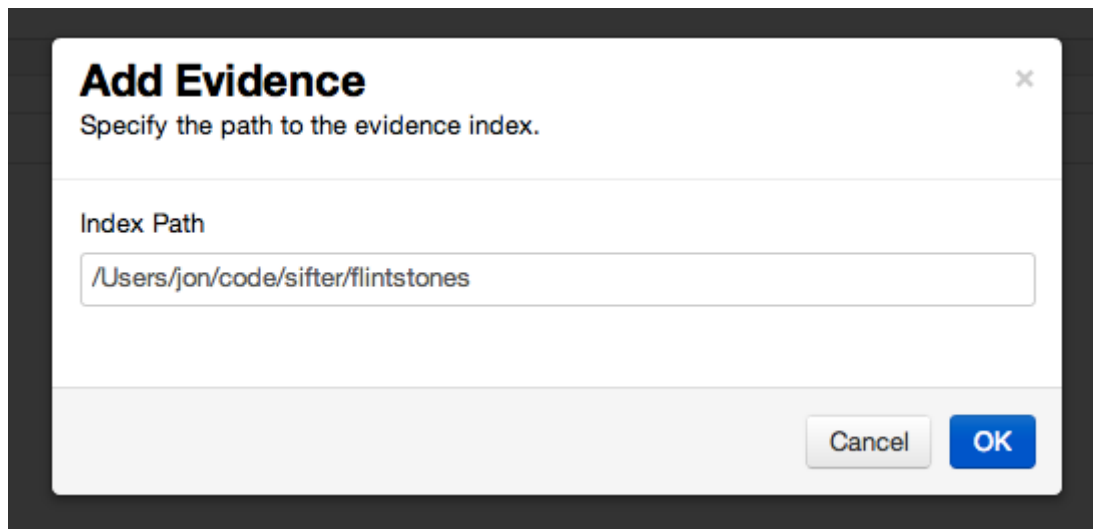 Add Evidence
×
Specify the path to the evidence index.
Index Path
/Users/jon/code/sifter/flintstones
Cancel
OK